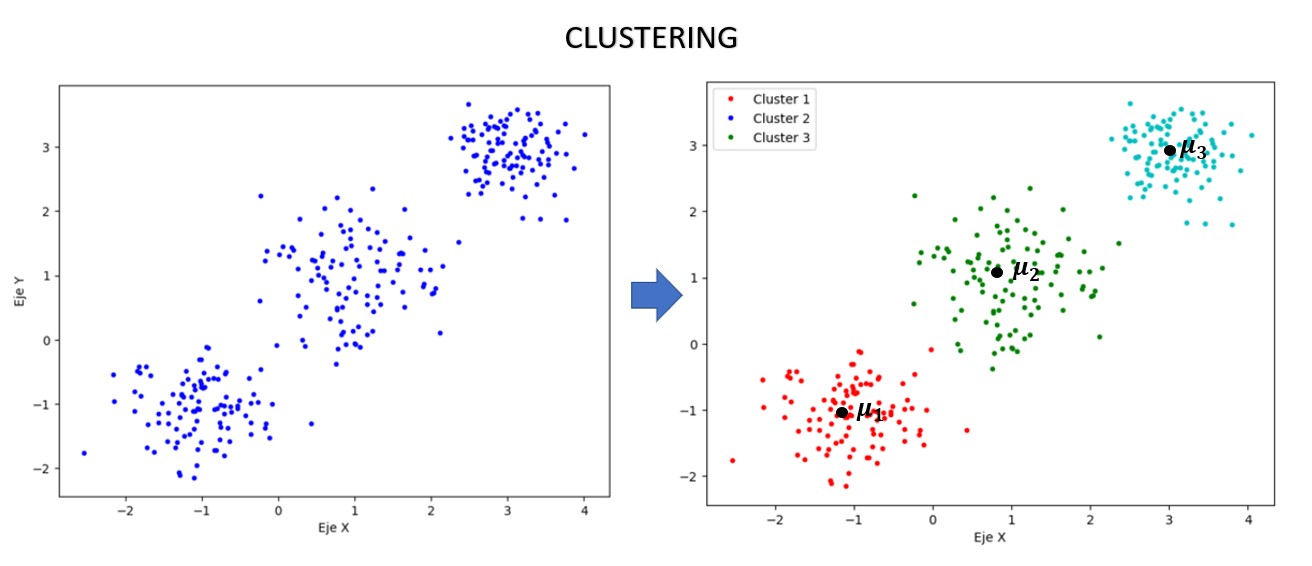 CLUSTERING
Eje Y
3
2
1
0
−1
−2
−2 −1 0 1 2 3 4
Eje X
Cluster 1
Cluster 2
Cluster 3
3
2
1
0
−1
−2
μ3
μ2
μ1
−2 −1 0 1 2 3 4
Eje X